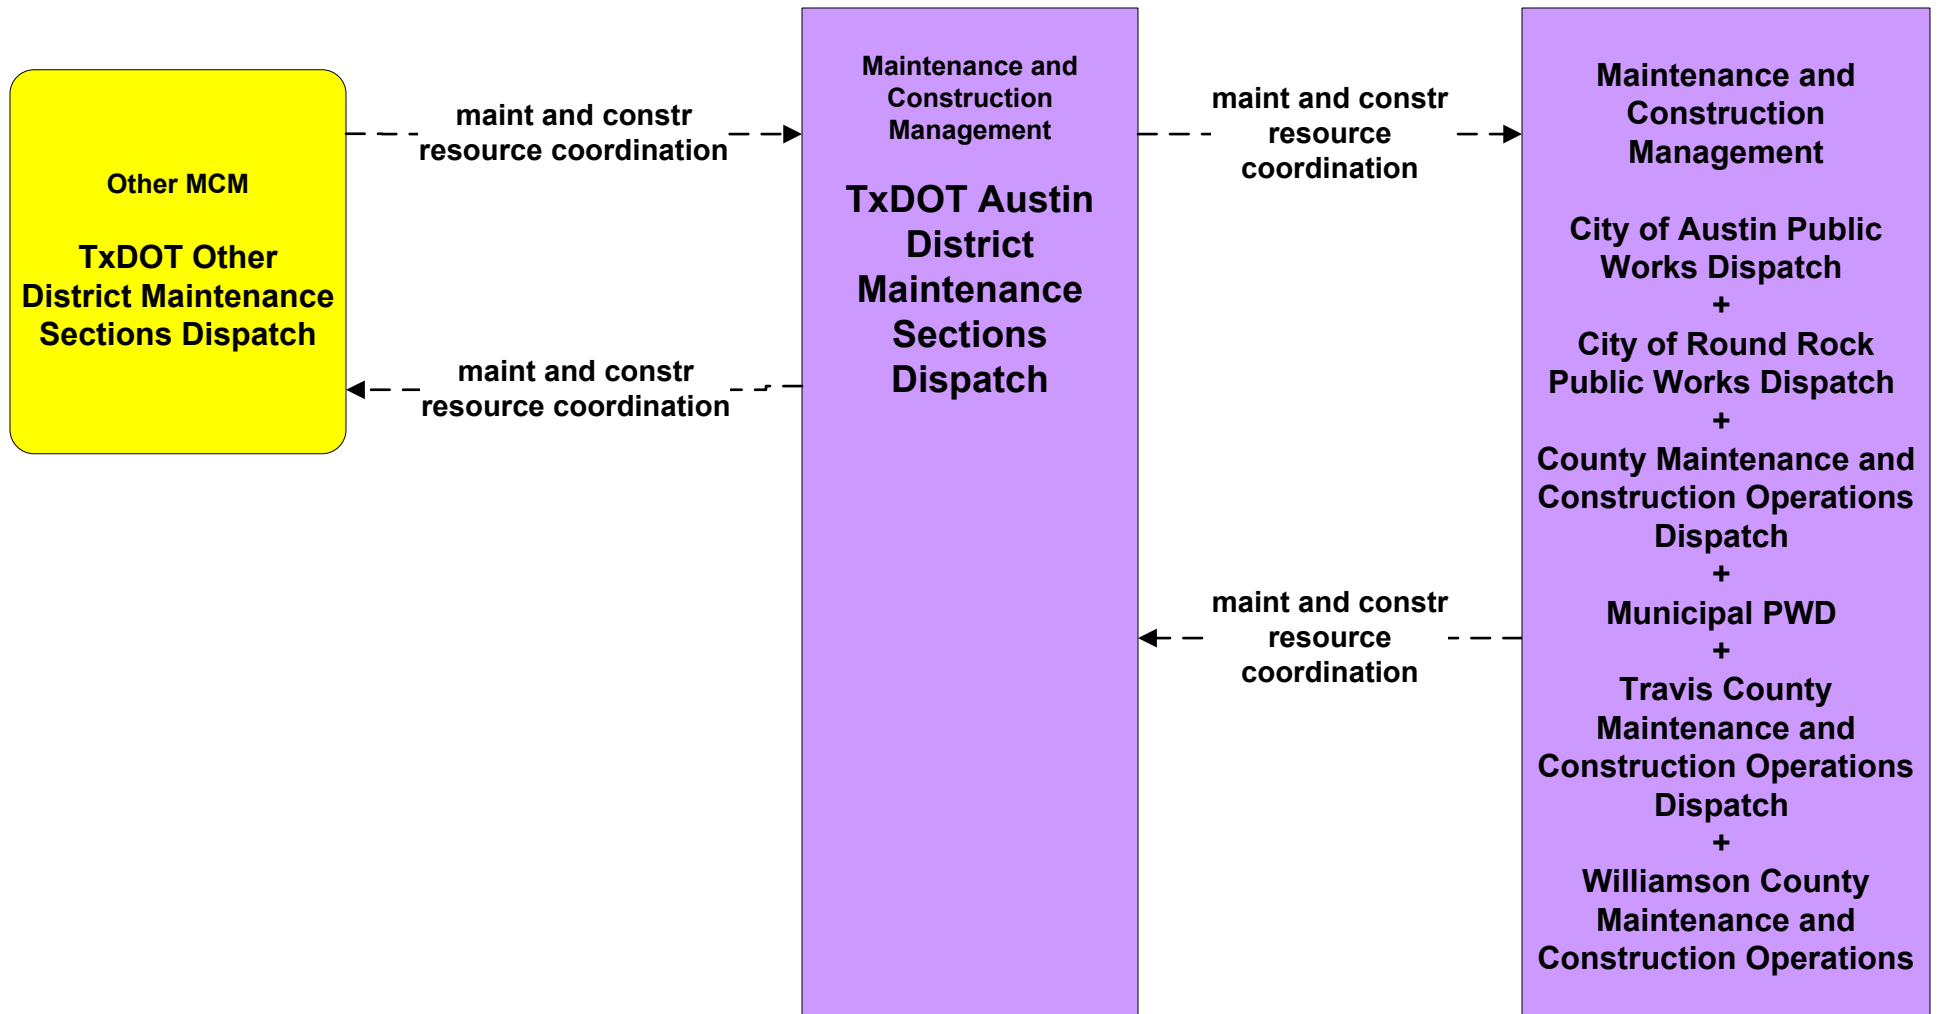 Other MCM
TxDOT Other
District Maintenance
Sections Dispatch
maint and constr
resource coordination
maint and constr
resource coordination
Maintenance and
Construction
Management
TxDOT Austin
District
Maintenance
Sections
Dispatch
maint and constr
resource
coordination
maint and constr
resource
coordination
Maintenance and
Construction
Management
City of Austin Public
Works Dispatch
+
City of Round Rock
Public Works Dispatch
+
County Maintenance and
Construction Operations
Dispatch
+
Municipal PWD
+
Travis County
Maintenance and
Construction Operations
Dispatch
+
Williamson County
Maintenance and
Construction Operations